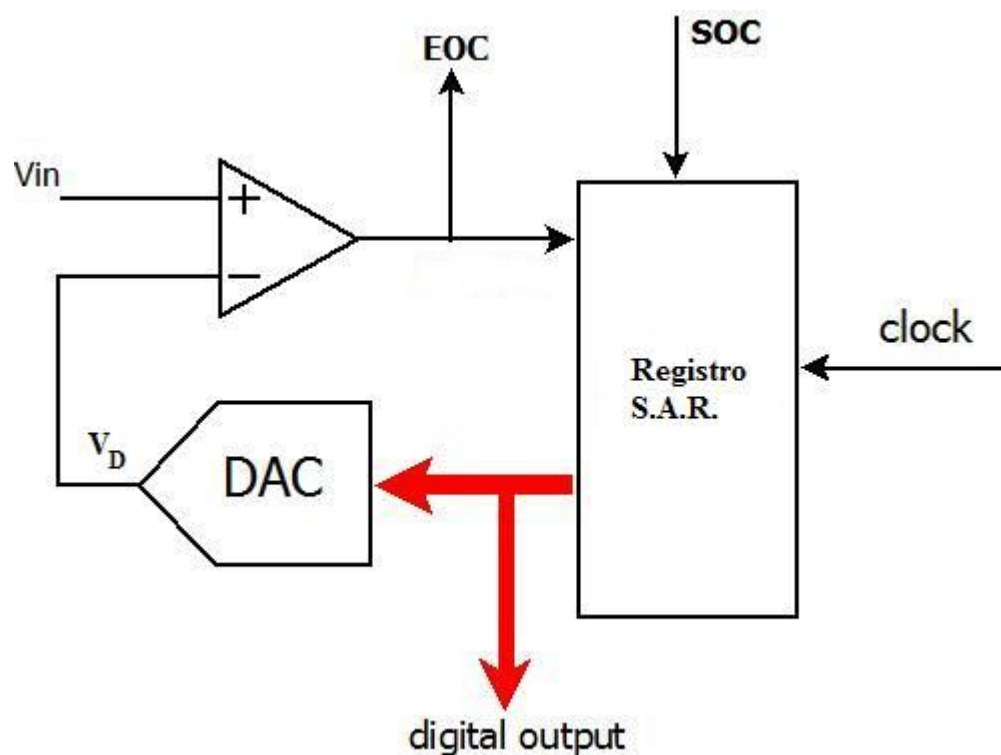 EOC
SOC
Vin
+
−
clock
Registro
S.A.R.
VD
DAC
digital output